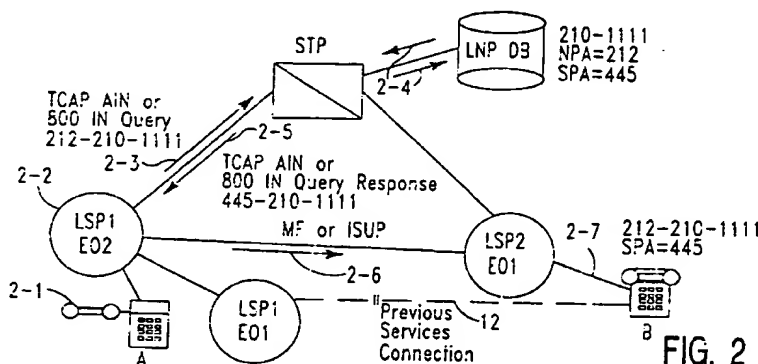 STP
LNP DB
210-1111
NPA=212
SPA=445
2-4
TCAP AIN or
800 IN Query
212-210-1111
2-3
2-5
TCAP AIN or
800 IN Query Response
445-210-1111
2-2
LSP1
EO2
MF or ISUP
2-6
LSP2
EO1
2-7
212-210-1111
SPA=445
2-1
A
LSP1
EO1
Previous
Services
Connection
12
B
FIG. 2